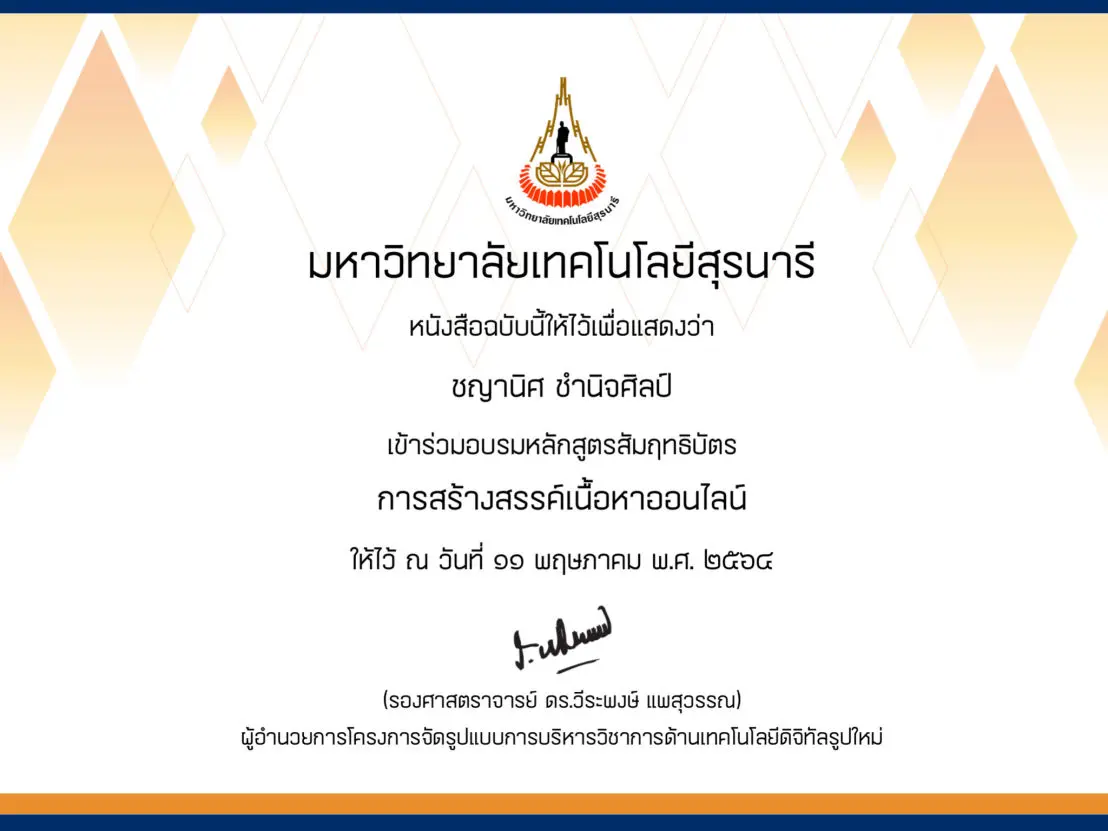 มหาวิทยาลัยเทคโนโลยีสุรนารี
มหาวิทยาลัยเทคโนโลยีสุรนารี
หนังสือฉบับนี้ให้ไว้เพื่อแสดงว่า
ชญานิศ ชำนิจศิลป์
เข้าร่วมอบรมหลักสูตรสัมฤทธิบัตร
การสร้างสรรค์เนื้อหาออนไลน์
ให้ไว้ ณ วันที่ ๑๑ พฤษภาคม พ.ศ. ๒๕๖๔
(รองศาสตราจารย์ ดร.วีระพงษ์ แพสุวรรณ)
ผู้อำนวยการโครงการจัดรูปแบบการบริหารวิชาการด้านเทคโนโลยีดิจิทัลรูปใหม่